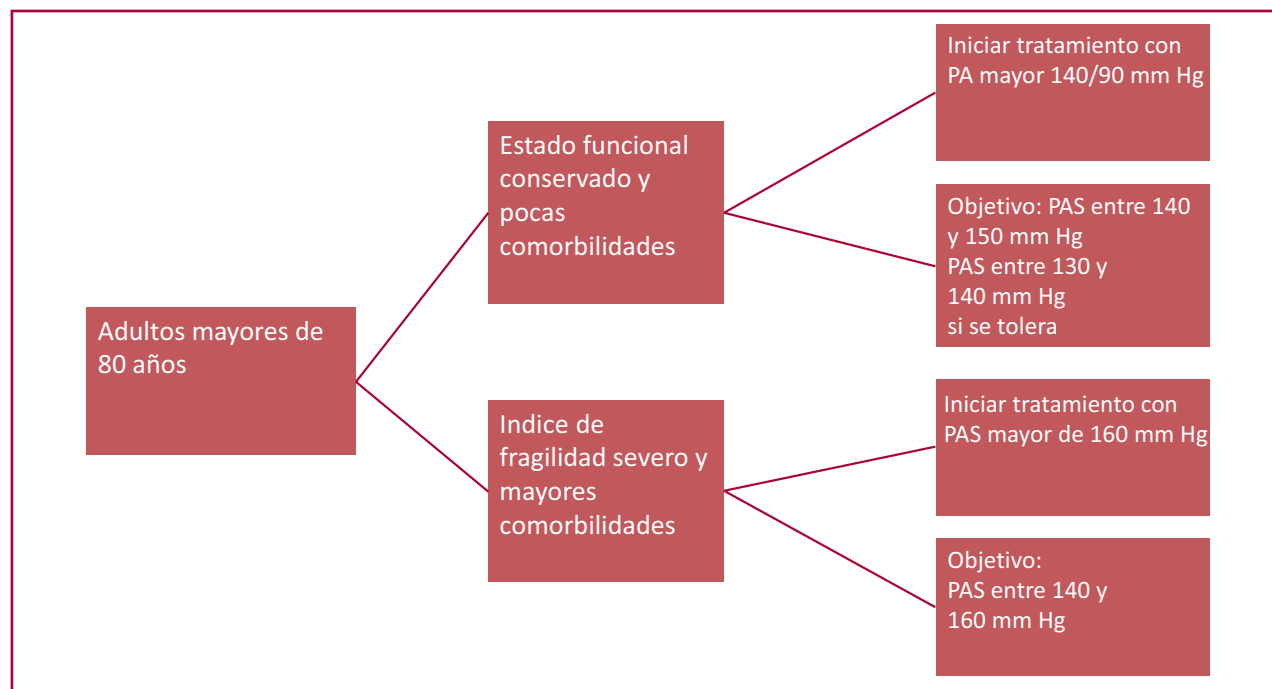 Adultos mayores de
80 años
Estado funcional
conservado y
pocas
comorbilidades
Iniciar tratamiento con
PA mayor 140/90 mm Hg
Objetivo: PAS entre 140
y 150 mm Hg
PAS entre 130 y
140 mm Hg
si se tolera
Indice de
fragilidad severo y
mayores
comorbilidades
Iniciar tratamiento con
PAS mayor de 160 mm Hg
Objetivo:
PAS entre 140 y
160 mm Hg